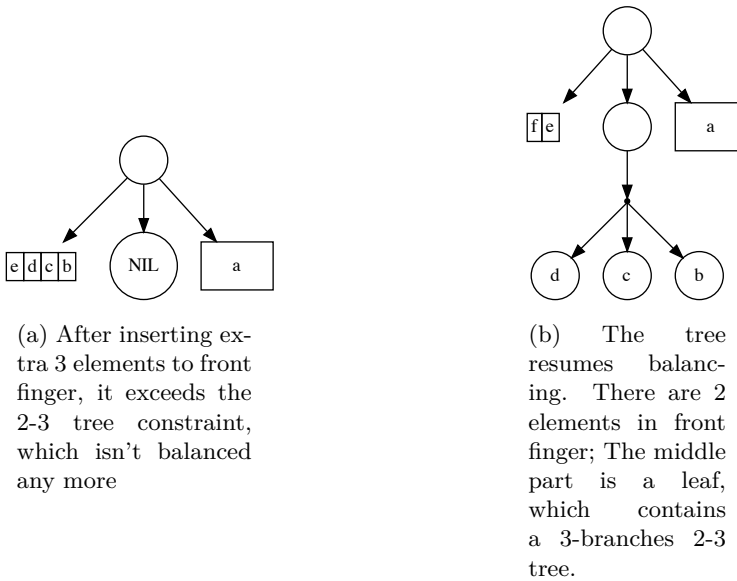 e d c b
NIL
a
(a) After inserting ex-
tra 3 elements to front
finger, it exceeds the
2-3 tree constraint,
which isn't balanced
any more
f e
a
d
c
b
(b) The tree
resumes balanc-
ing. There are 2
elements in front
finger; The middle
part is a leaf,
which contains
a 3-branches 2-3
tree.